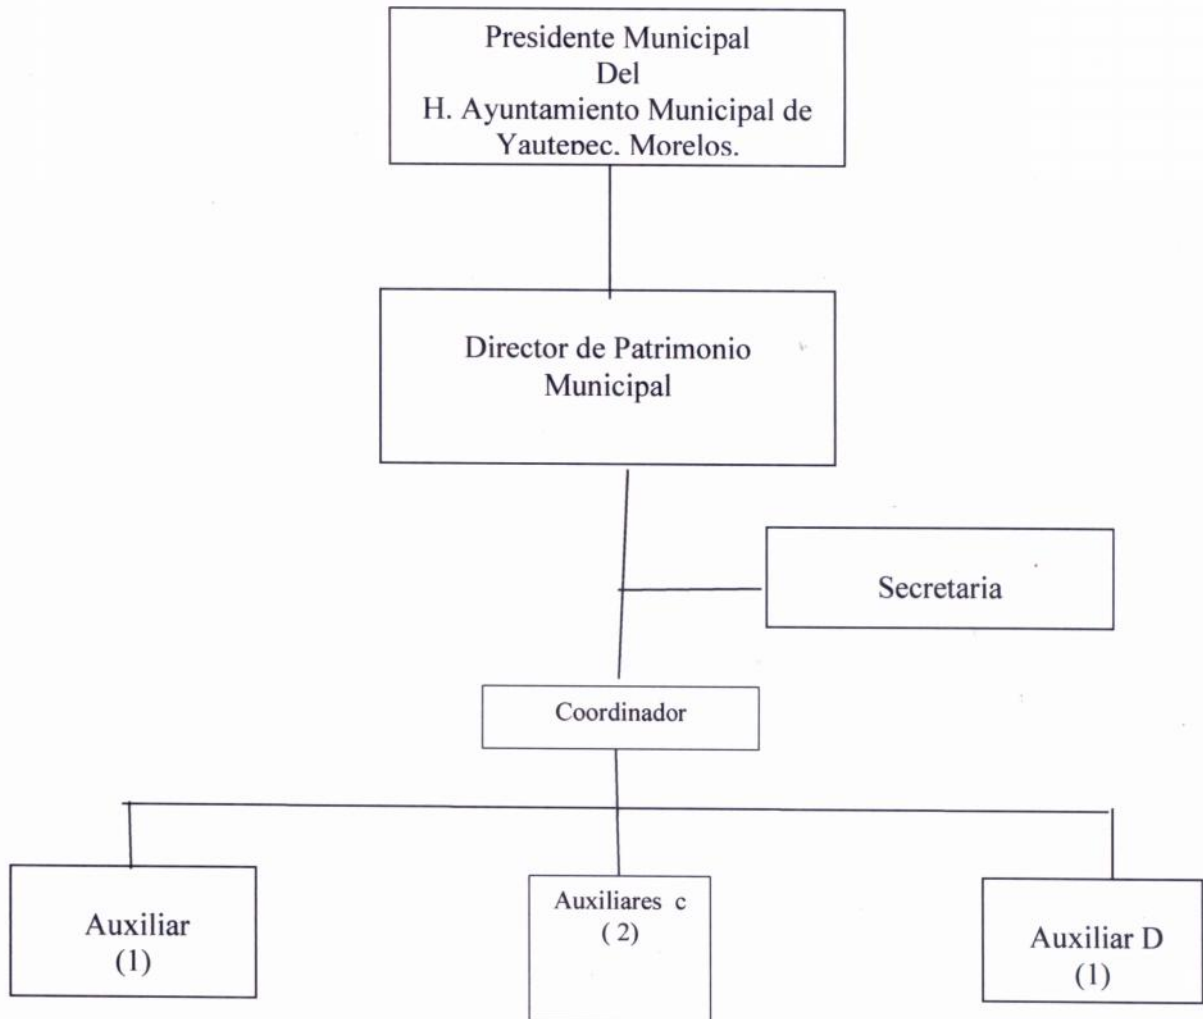 Presidente Municipal
Del
H. Ayuntamiento Municipal de
Yautepec. Morelos.
Director de Patrimonio
Municipal
Secretaria
Coordinador
Auxiliar
(1)
Auxiliares c
( 2)
Auxiliar D
(1)